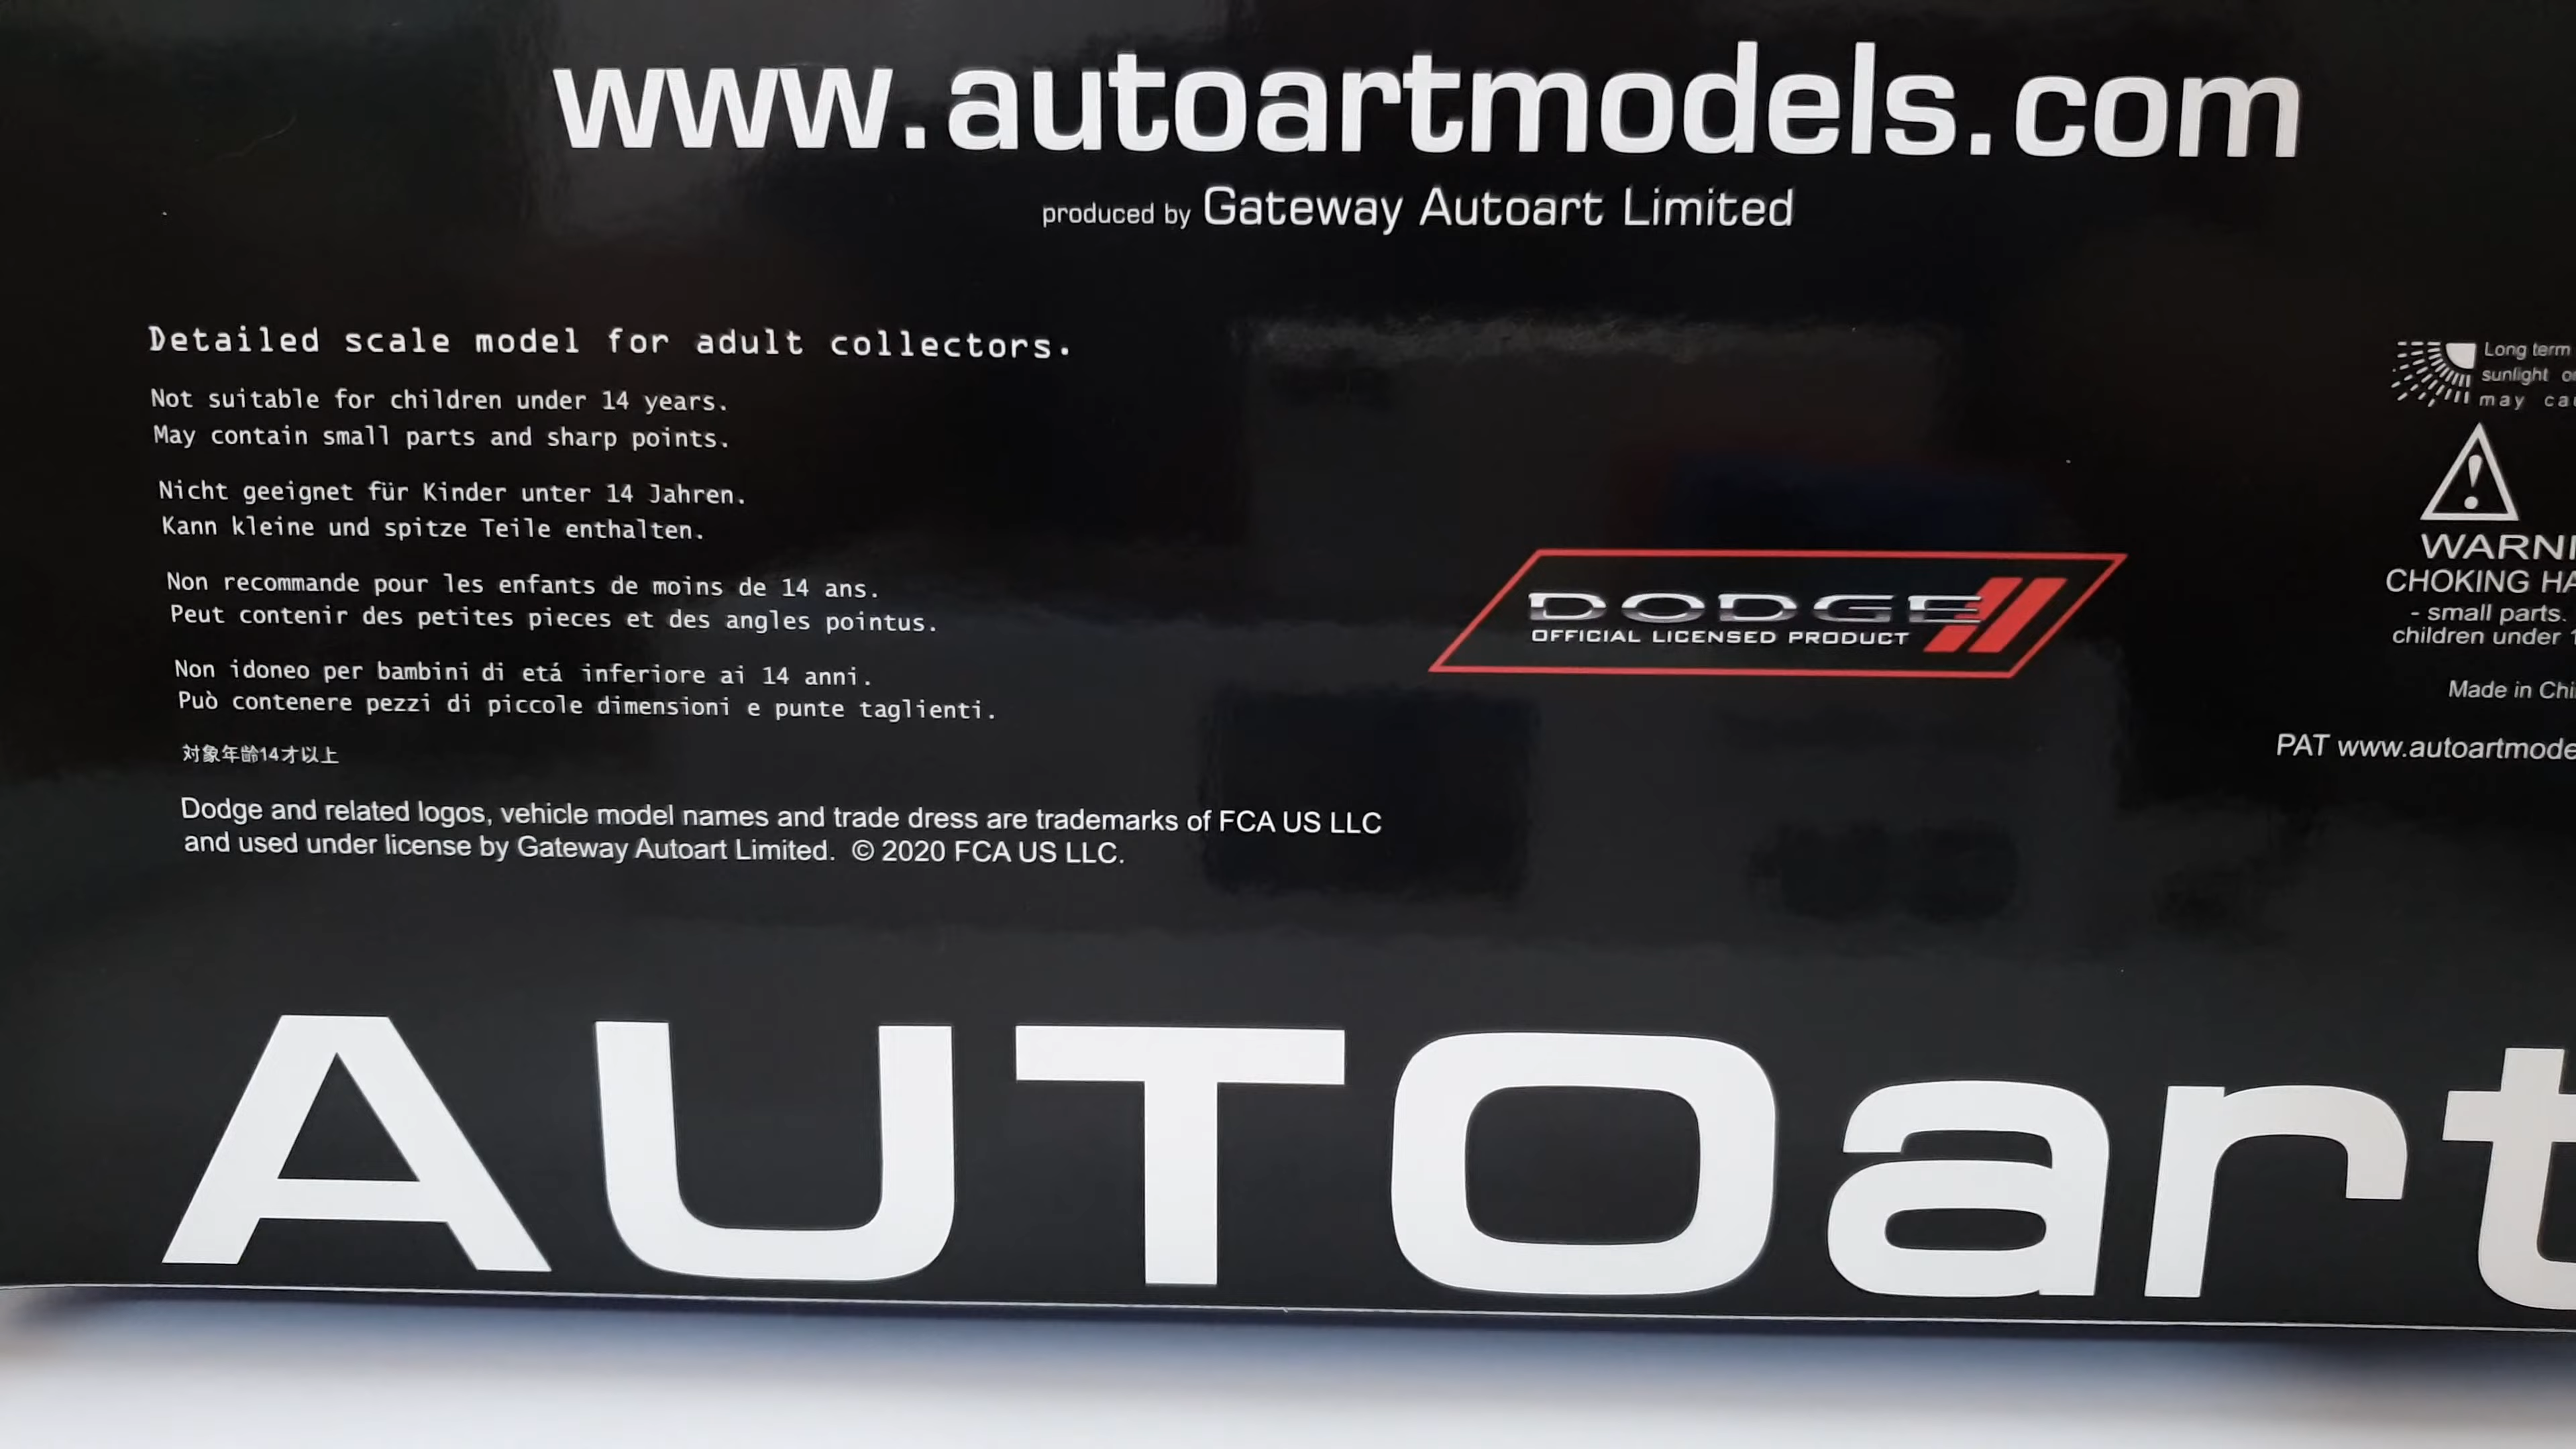 www.autoartmodels.com
produced by Gateway Autoart Limited
Detailed scale model for adult collectors.
Not suitable for children under 14 years.
May contain small parts and sharp points.
Nicht geeignet für Kinder unter 14 Jahren.
Kann kleine und spitze Teile enthalten.
Non recommande pour les enfants de moins de 14 ans.
Peut contenir des petites pieces et des angles pointus.
Non idoneo per bambini di etá inferiore ai 14 anni.
Può contenere pezzi di piccole dimensioni e punte taglienti.
対象年齢14才以上
Dodge and related logos, vehicle model names and trade dress are trademarks of FCA US LLC
and used under license by Gateway Autoart Limited. © 2020 FCA US LLC.
DODGE
OFFICIAL LICENSED PRODUCT
Long term
sunlight
may
CHOKING
- small parts.
children under
Made in
PAT
AUTOart